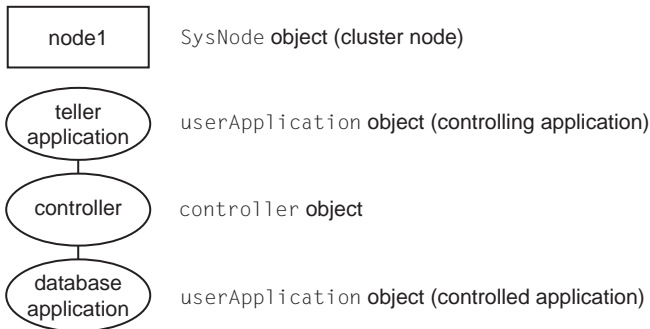 node1 SysNode object (cluster node)
teller
application
userApplication object (controlling application)
controller controller object
database
application
userApplication object (controlled application)